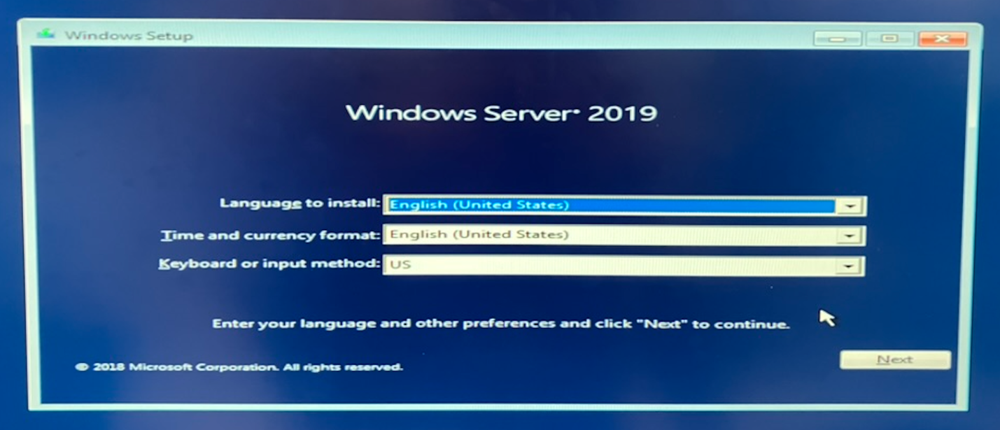 Windows Setup
Windows Server® 2019
Language to install: English (United States)
Time and currency format: English (United States)
Keyboard or input method: US
Enter your language and other preferences and click "Next" to continue.
© 2018 Microsoft Corporation. All rights reserved.
Next